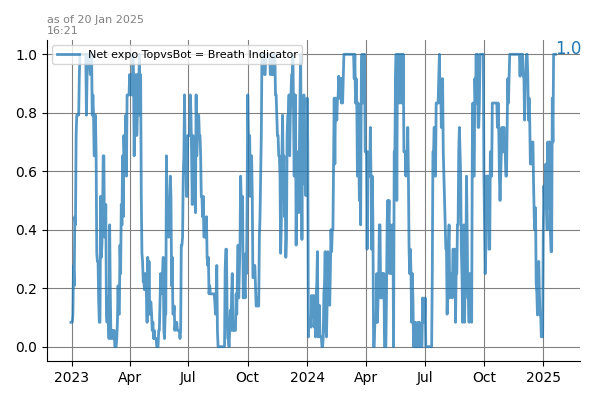 as of 20 Jan 2025
16:21
Net expo TopvsBot = Breath Indicator
1.0
1.0
0.8
0.6
0.4
0.2
0.0
2023 Apr Jul Oct 2024 Apr Jul Oct 2025